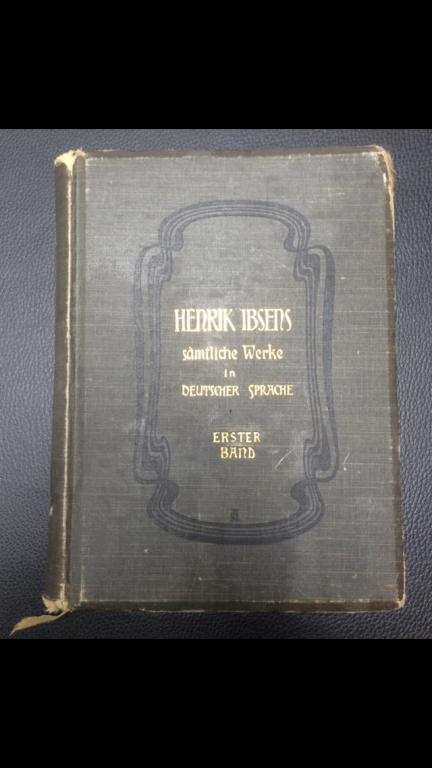 HENRIK IBSENS
sämtliche Werke
in
DEUTSCHER SPRACHE
ERSTER
BAND